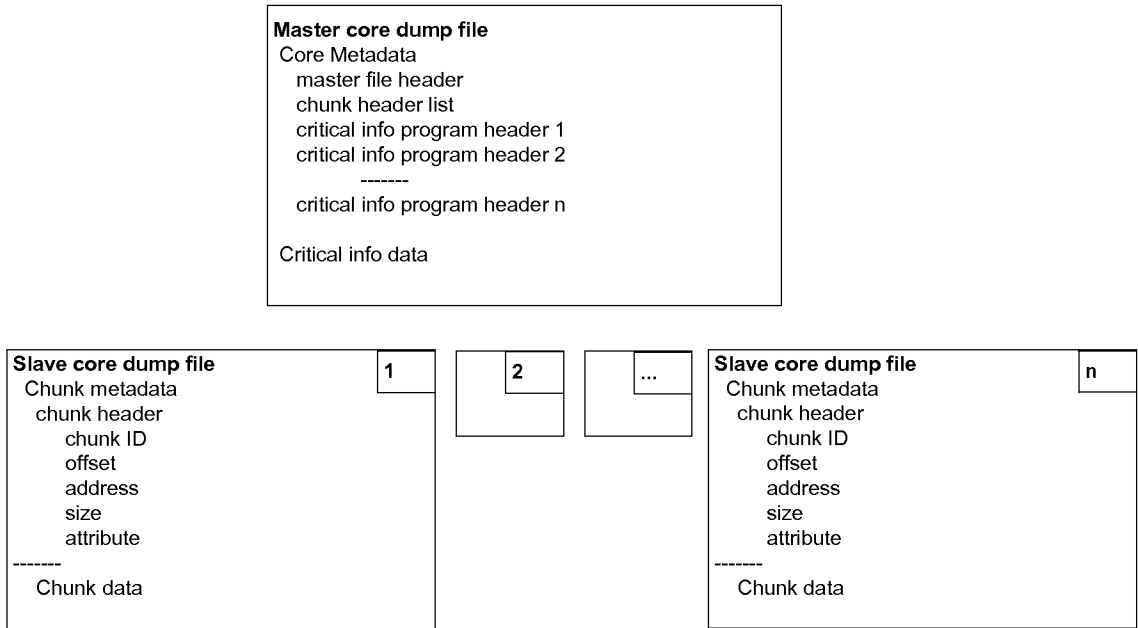 Master core dump file
Core Metadata
master file header
chunk header list
critical info program header 1
critical info program header 2
-------
critical info program header n
Critical info data
Slave core dump file
1
Chunk metadata
chunk header
chunk ID
offset
address
size
attribute
-------
Chunk data
2
...
Slave core dump file
n
Chunk metadata
chunk header
chunk ID
offset
address
size
attribute
-------
Chunk data